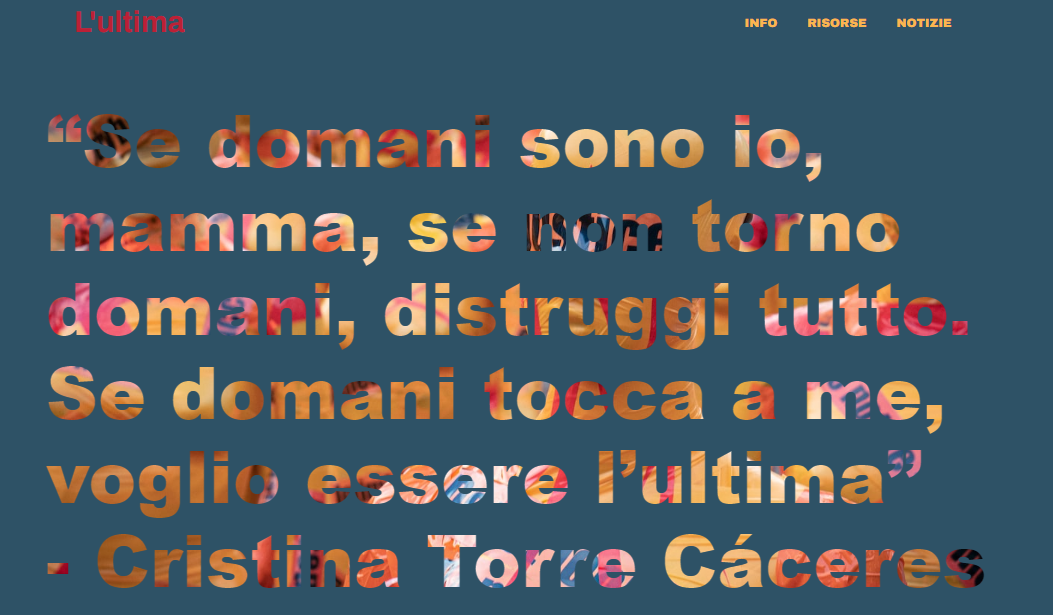 L'ultima
INFO RISORSE NOTIZIE
“Se domani sono io,
mamma, se non torno
domani, distruggi tutto.
Se domani tocca a me,
voglio essere l’ultima”
- Cristina Torre Cáceres